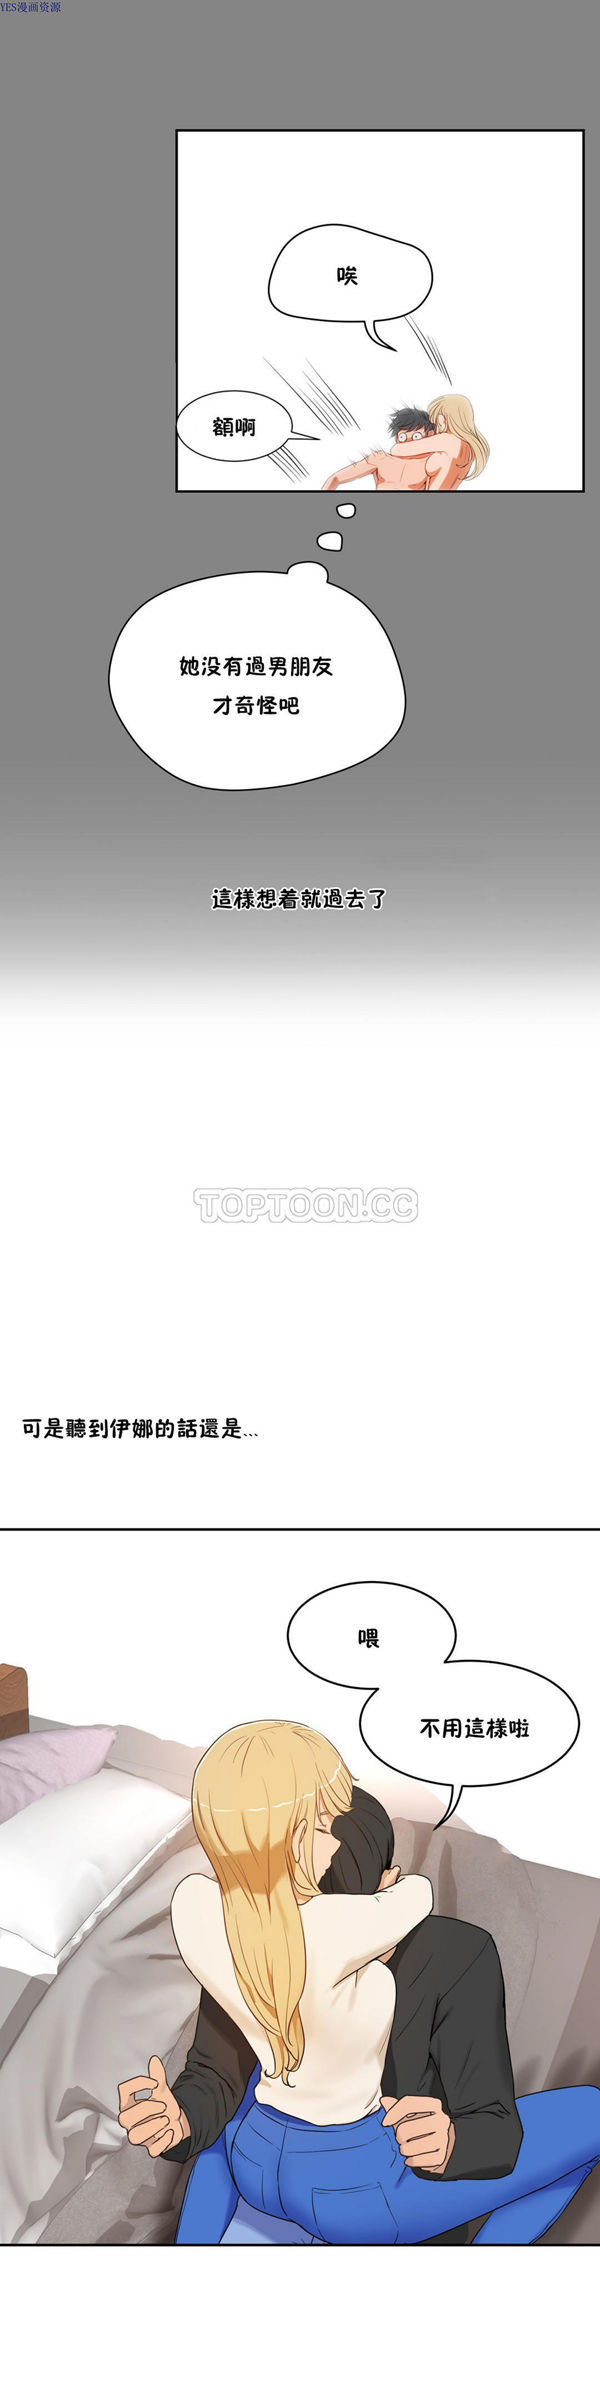 YES漫画资源
唉
額啊
她没有過男朋友
才奇怪吧
這樣想着就過去了
TOPTOON.CC
可是聽到伊娜的話還是...
喂
不用這樣啦